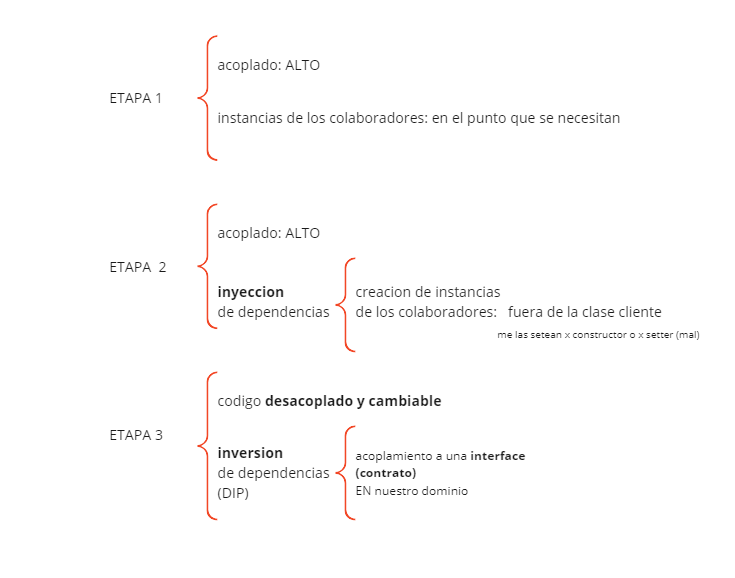 acoplado: ALTO
ETAPA 1
instancias de los colaboradores: en el punto que se necesitan
acoplado: ALTO
ETAPA  2
inyeccion
de dependencias
creacion de instancias
de los colaboradores:   fuera de la clase cliente
me las setean x constructor o x setter (mal)
codigo desacoplado y cambiable
ETAPA 3
inversion
de dependencias
(DIP)
acoplamiento a una interface
(contrato)
EN nuestro dominio